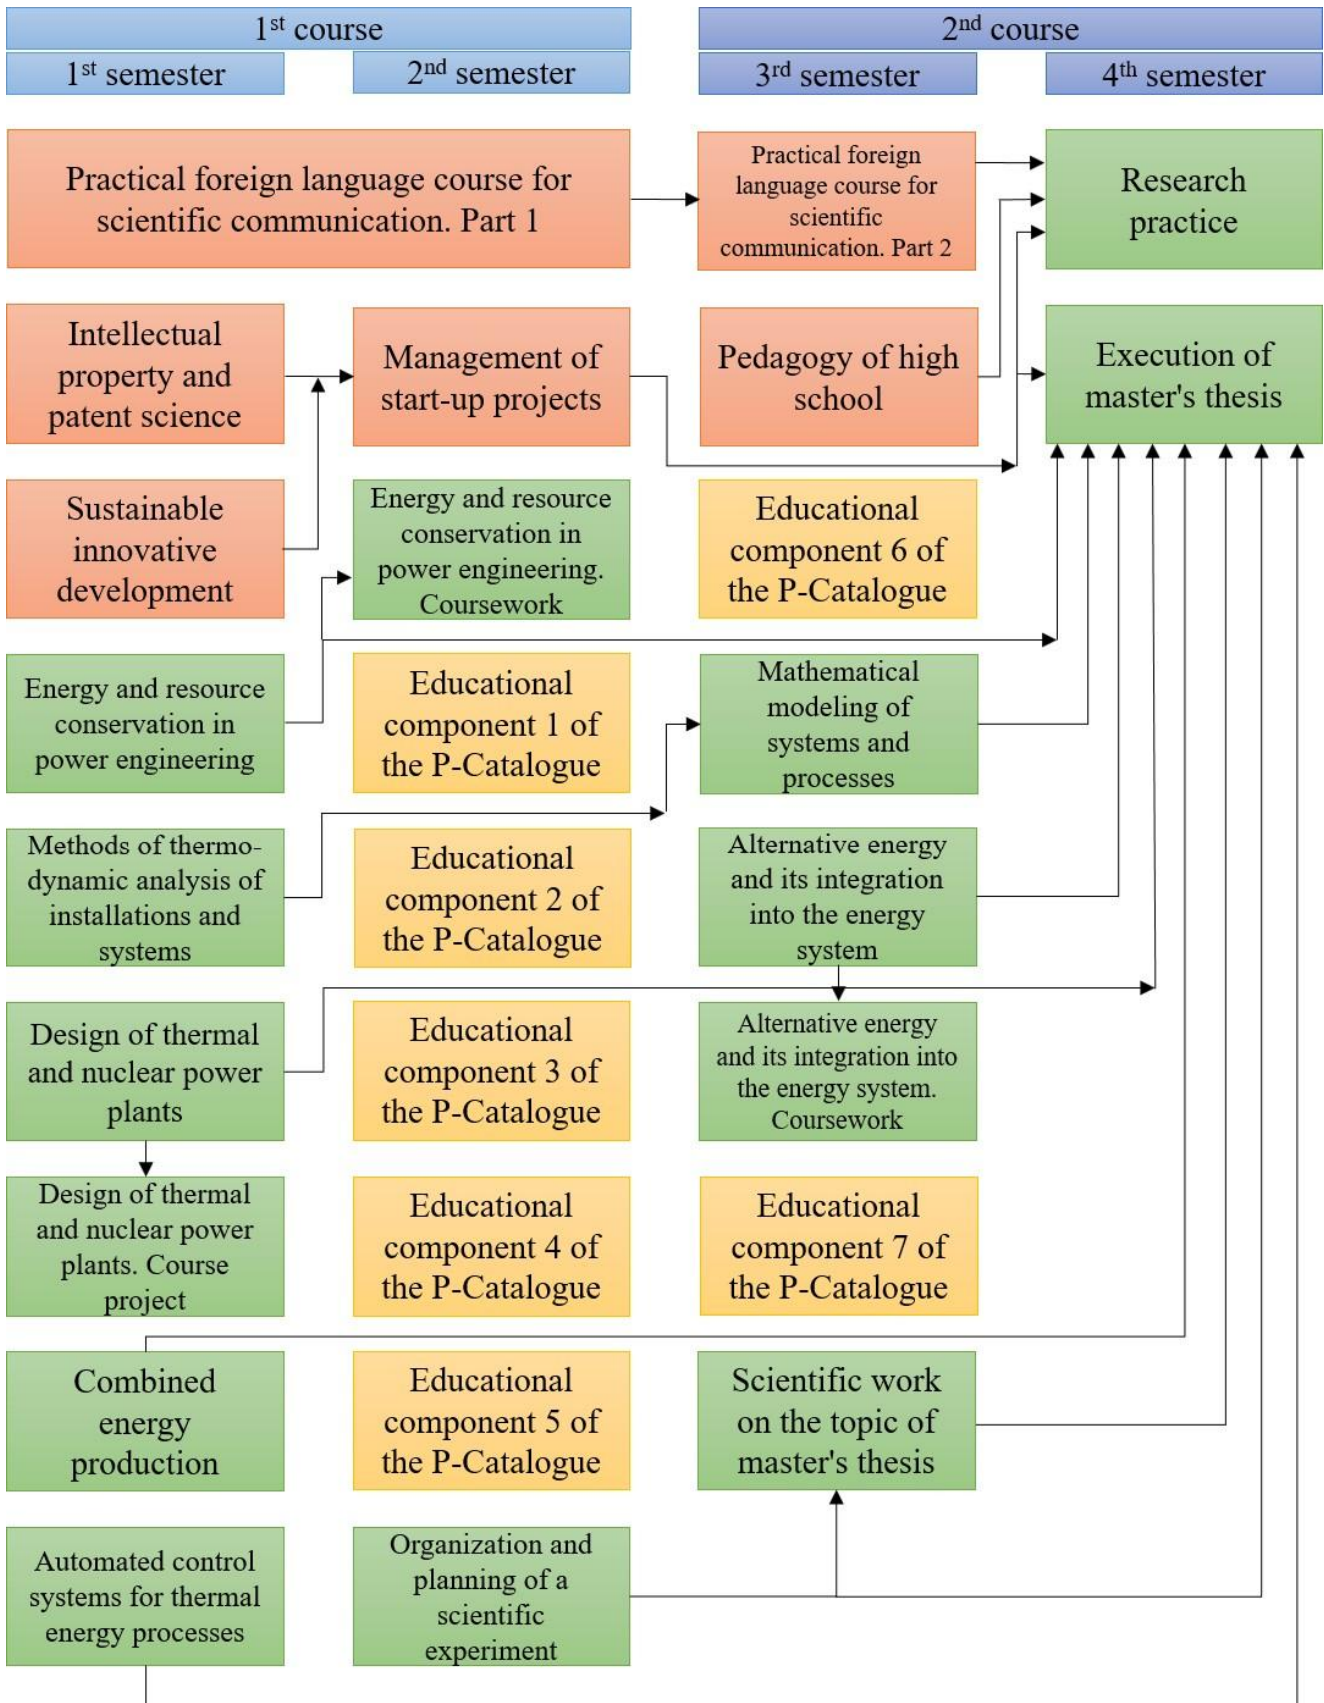 1st course
2nd course
1st semester
2nd semester
3rd semester
4th semester
Practical foreign language course for
scientific communication. Part 1
Practical foreign
language course for
scientific
communication. Part 2
Research
practice
Intellectual
property and
patent science
Management of
start-up projects
Pedagogy of high
school
Execution of
master's thesis
Sustainable
innovative
development
Energy and resource
conservation in
power engineering.
Coursework
Educational
component 6 of
the P-Catalogue
Energy and resource
conservation in
power engineering
Educational
component 1 of
the P-Catalogue
Mathematical
modeling of
systems and
processes
Methods of thermo-
dynamic analysis of
installations and
systems
Educational
component 2 of
the P-Catalogue
Alternative energy
and its integration
into the energy
system
Design of thermal
and nuclear power
plants
Educational
component 3 of
the P-Catalogue
Alternative energy
and its integration into
the energy system.
Coursework
Design of thermal
and nuclear power
plants. Course
project
Educational
component 4 of
the P-Catalogue
Educational
component 7 of
the P-Catalogue
Combined
energy
production
Educational
component 5 of
the P-Catalogue
Scientific work
on the topic of
master's thesis
Automated control
systems for thermal
energy processes
Organization and
planning of a
scientific
experiment